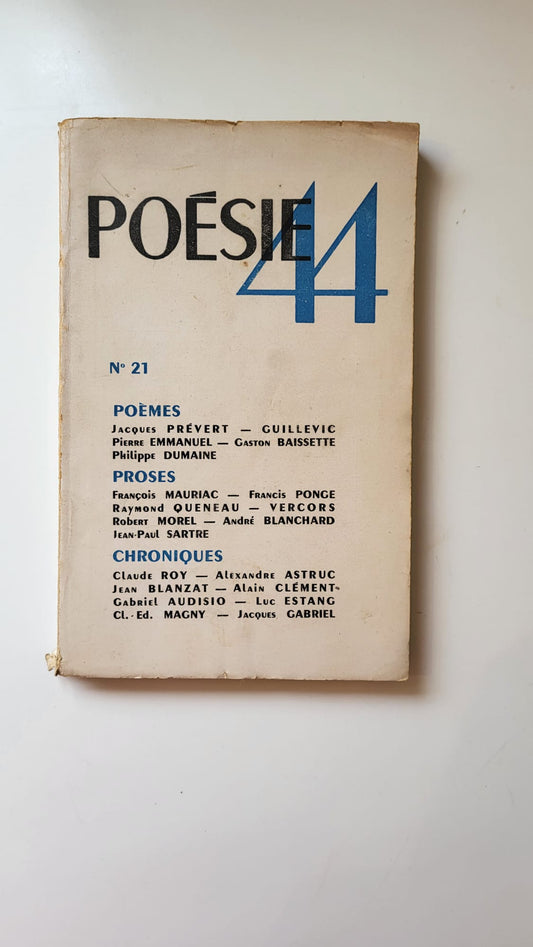 POÉSIE 44
Nº 21
POÈMES
Jacques PRÉVERT — GUILLEVIC
Pierre EMMANUEL — Gaston BAISSETTE
Philippe DUMAINE
PROSES
François MAURIAC — Francis PONGE
Raymond QUENEAU — VERCORS
Robert MOREL — André BLANCHARD
Jean-Paul SARTRE
CHRONIQUES
Claude ROY — Alexandre ASTRUC
Jean BLANZAT — Alain CLÉMENT
Gabriel AUDISIO — Luc ESTANG
Cl.-Ed. MAGNY — Jacques GABRIEL